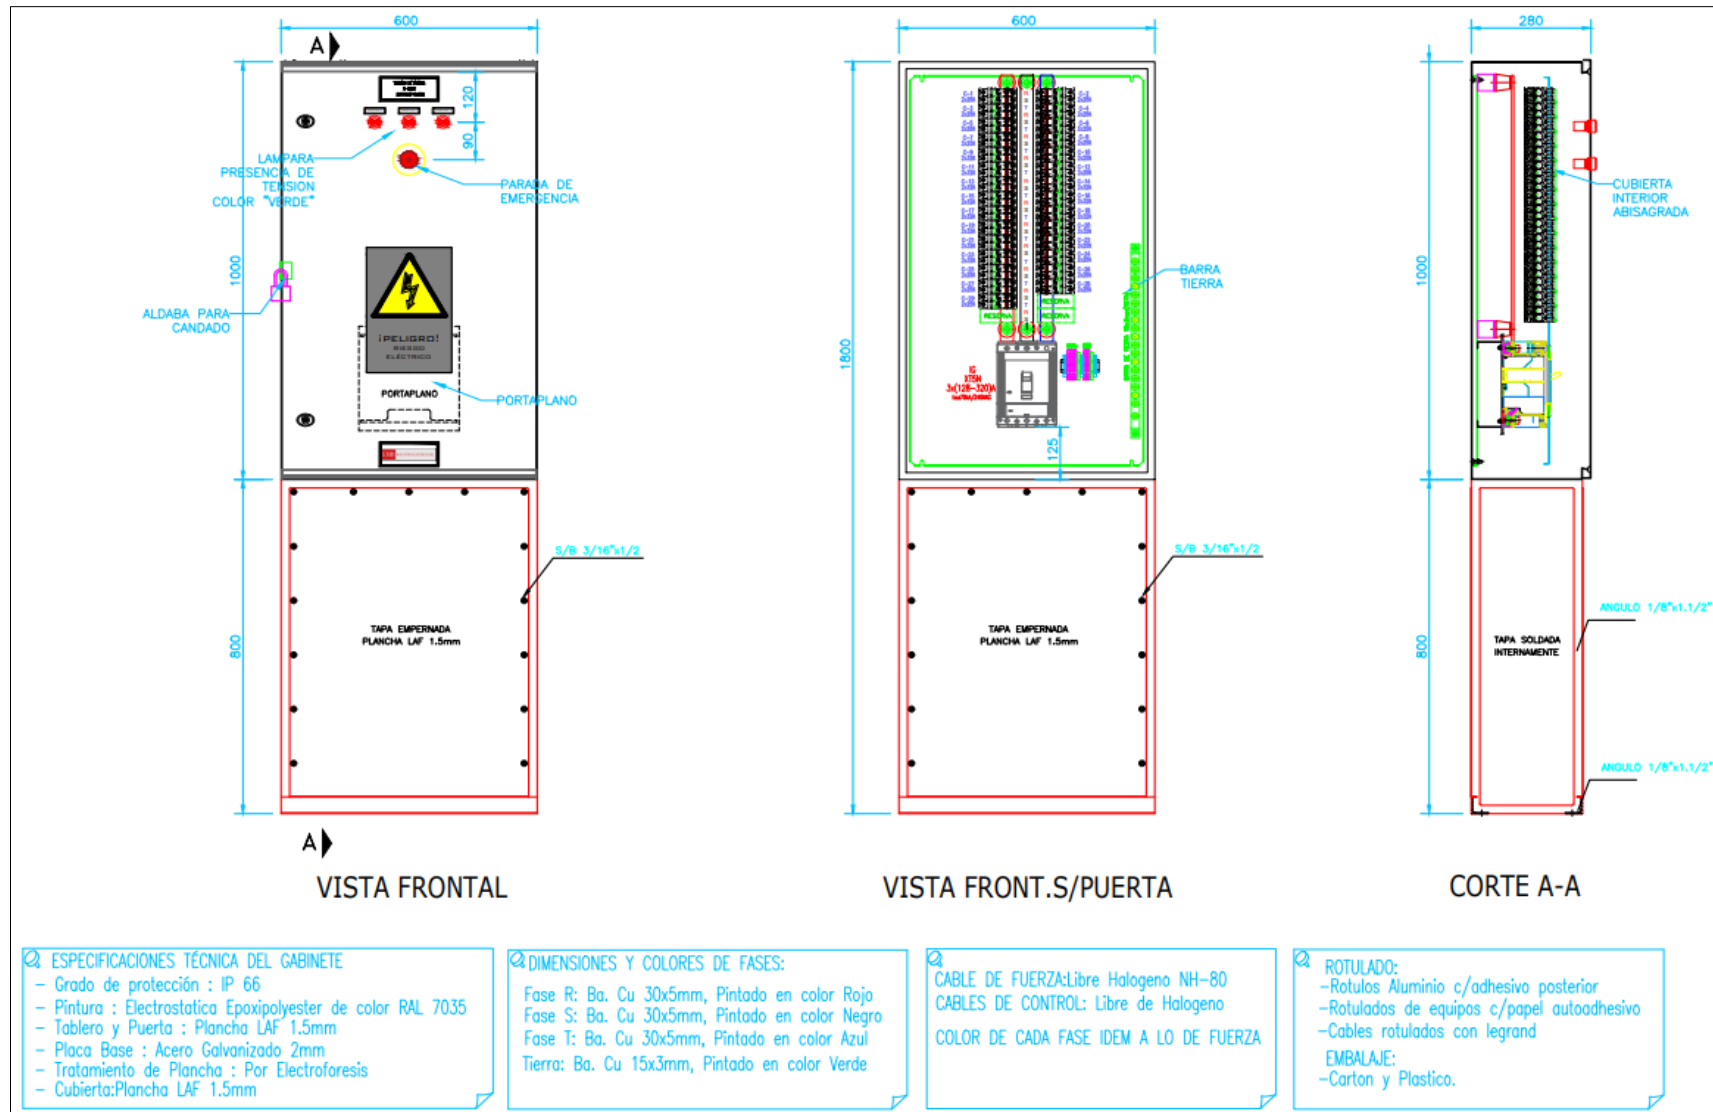 600
A
120
90
LAMPARA
PRESENCIA DE
TENSION
COLOR "VERDE"
PARADA DE
EMERGENCIA
1000
ALDABA PARA
CANDADO
¡PELIGRO!
RIESGO
ELÉCTRICO
PORTAPLANO
PORTAPLANO
S/B 3/16"x1/2
TAPA EMPERNADA
PLANCHA LAF 1.5mm
800
A
VISTA FRONTAL
600
1800
BARRA
TIERRA
RESERVA
RESERVA
RESERVA
IG
XT5N
3x(128-320)A
125
S/B 3/16"x1/2
TAPA EMPERNADA
PLANCHA LAF 1.5mm
VISTA FRONT.S/PUERTA
280
1000
CUBIERTA
INTERIOR
ABISAGRADA
800
ANGULO 1/8"x1.1/2"
TAPA SOLDADA
INTERNAMENTE
ANGULO 1/8"x1.1/2"
CORTE A-A
ESPECIFICACIONES TÉCNICA DEL GABINETE
- Grado de protección : IP 66
- Pintura : Electrostatica Epoxipolyester de color RAL 7035
- Tablero y Puerta : Plancha LAF 1.5mm
- Placa Base : Acero Galvanizado 2mm
- Tratamiento de Plancha : Por Electroforesis
- Cubierta:Plancha LAF 1.5mm
DIMENSIONES Y COLORES DE FASES:
Fase R: Ba. Cu 30x5mm, Pintado en color Rojo
Fase S: Ba. Cu 30x5mm, Pintado en color Negro
Fase T: Ba. Cu 30x5mm, Pintado en color Azul
Tierra: Ba. Cu 15x3mm, Pintado en color Verde
CABLE DE FUERZA:Libre Halogeno NH-80
CABLES DE CONTROL: Libre de Halogeno
COLOR DE CADA FASE IDEM A LO DE FUERZA
ROTULADO:
-Rotulos Aluminio c/adhesivo posterior
-Rotulados de equipos c/papel autoadhesivo
-Cables rotulados con legrand
EMBALAJE:
-Carton y Plastico.